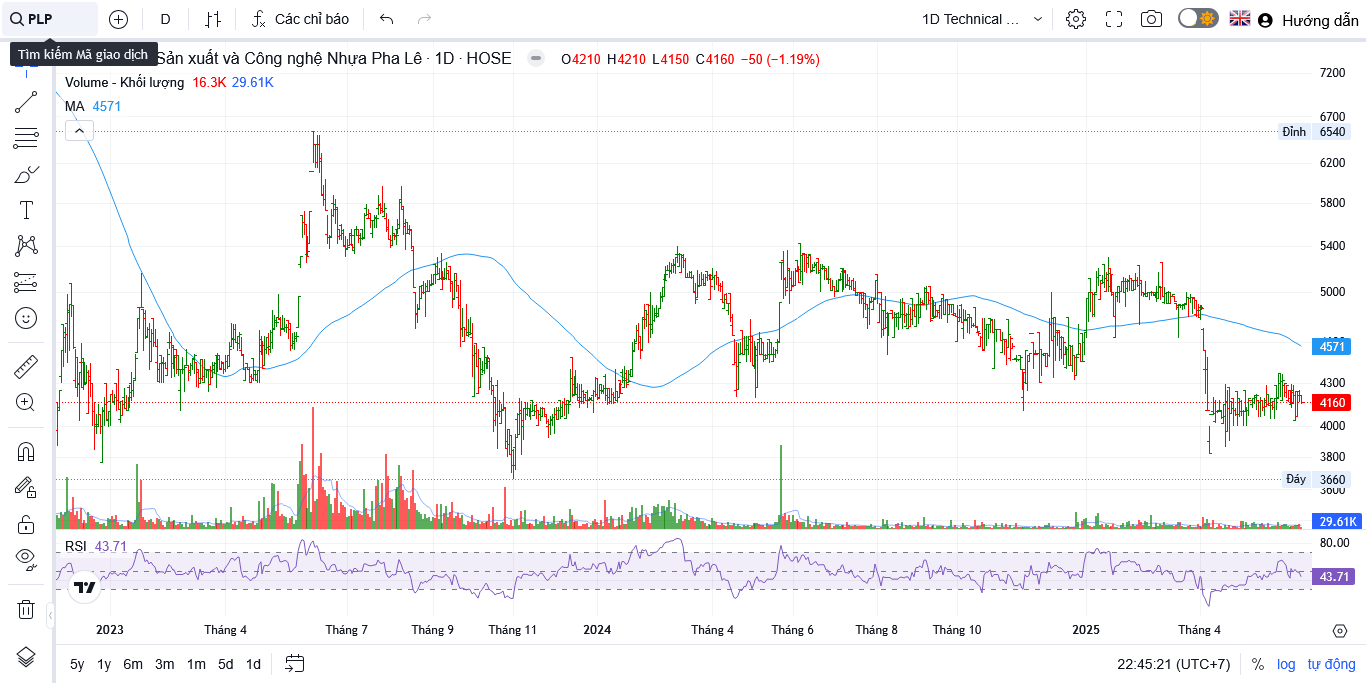 PLP D Các chỉ báo 1D Technical ... Hướng dẫn
Tìm kiếm Mã giao dịch
Sản xuất và Công nghệ Nhựa Pha Lê · 1D · HOSE O4210 H4210 L4150 C4160 −50 (−1.19%)
Volume - Khối lượng 16.3K 29.61K
MA 4571
7200
6700
Đỉnh 6540
6200
5800
5400
5000
4571
4300
4160
4000
3800
Đáy 3660
3600
29.61K
RSI 43.71
80.00
43.71
2023 Tháng 4 Tháng 7 Tháng 9 Tháng 11 2024 Tháng 4 Tháng 6 Tháng 8 Tháng 10 2025 Tháng 4
5y 1y 6m 3m 1m 5d 1d 22:45:21 (UTC+7) % log tự động